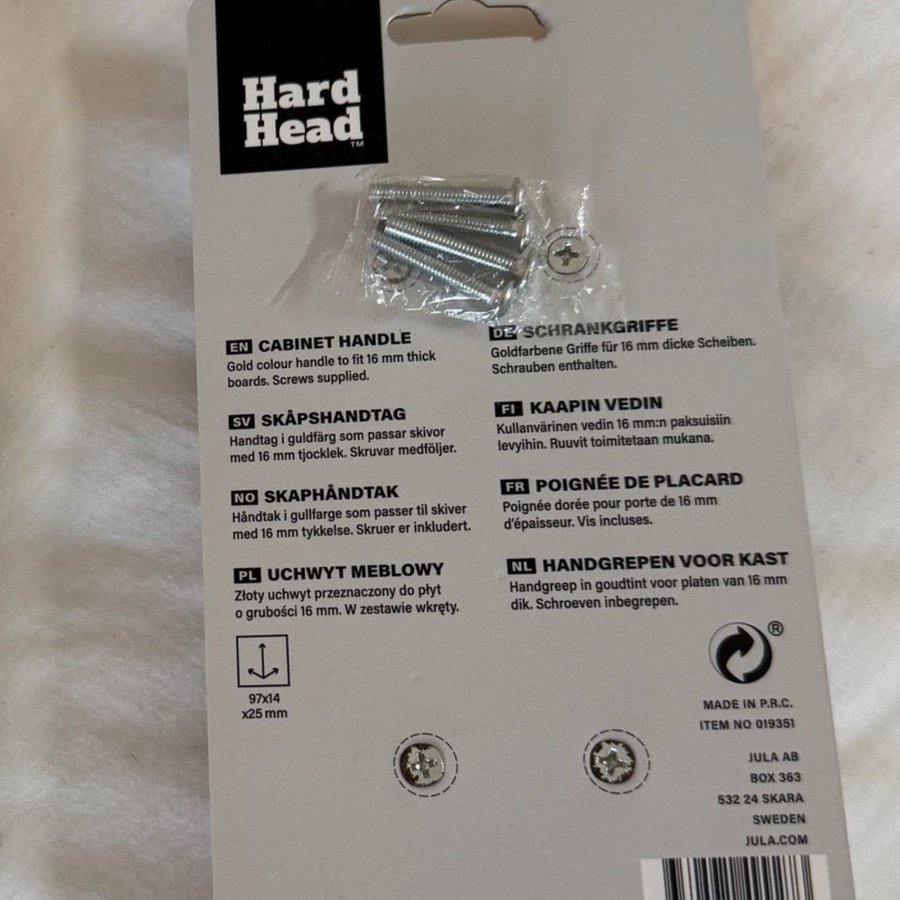 Hard
Head
TM
EN CABINET HANDLE
Gold colour handle to fit 16 mm thick
boards. Screws supplied.
SV SKÅPSHANDTAG
Handtag i guldfärg som passar skivor
med 16 mm tjocklek. Skruvar medföljer.
NO SKAPHÅNDTAK
Håndtak i gullfarge som passer til skiver
med 16 mm tykkelse. Skruer er inkludert.
PL UCHWYT MEBLOWY
Złoty uchwyt przeznaczony do płyt
o grubości 16 mm. W zestawie wkręty.
DE SCHRANKGRIFFE
Goldfarbene Griffe für 16 mm dicke Scheiben.
Schrauben enthalten.
FI KAAPIN VEDIN
Kullanvärinen vedin 16 mm:n paksuisiin
levyihin. Ruuvit toimitetaan mukana.
FR POIGNÉE DE PLACARD
Poignée dorée pour porte de 16 mm
d'épaisseur. Vis incluses.
NL HANDGREPEN VOOR KAST
Handgreep in goudtint voor platen van 16 mm
dik. Schroeven inbegrepen.
97x14
x25 mm
®
MADE IN P.R.C.
ITEM NO 019351
JULA AB
BOX 363
532 24 SKARA
SWEDEN
JULA.COM